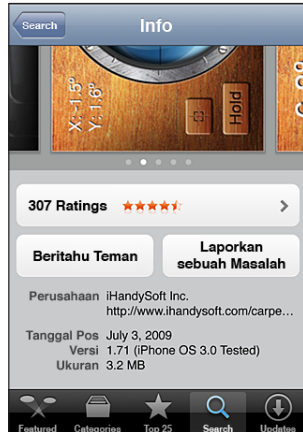 Search
Info
X:-1.5°
Y:1.6°
Hold
307 Ratings
Beritahu Teman
Laporkan
sebuah Masalah
Perusahaan iHandySoft Inc.
http://www.ihandysoft.com/carpe...
Tanggal Pos July 3, 2009
Versi 1.71 (iPhone OS 3.0 Tested)
Ukuran 3.2 MB
Featured Categories Top 25 Search Updates